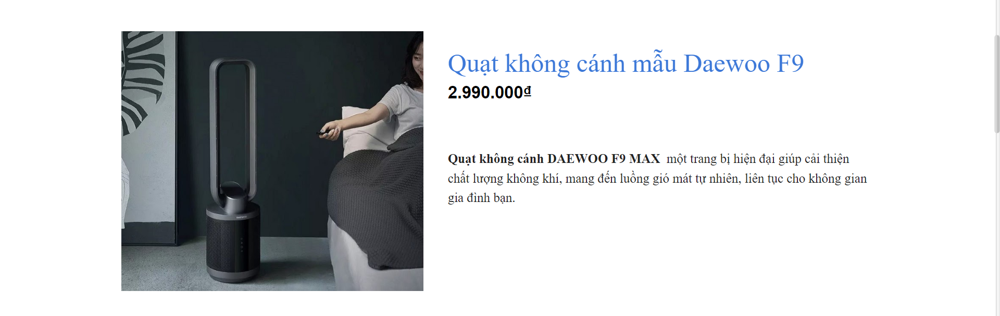 Quạt không cánh mẫu Daewoo F9
2.990.000₫
Quạt không cánh DAEWOO F9 MAX một trang bị hiện đại giúp cải thiện
chất lượng không khí, mang đến luồng gió mát tự nhiên, liên tục cho không gian
gia đình bạn.
DAEWOO